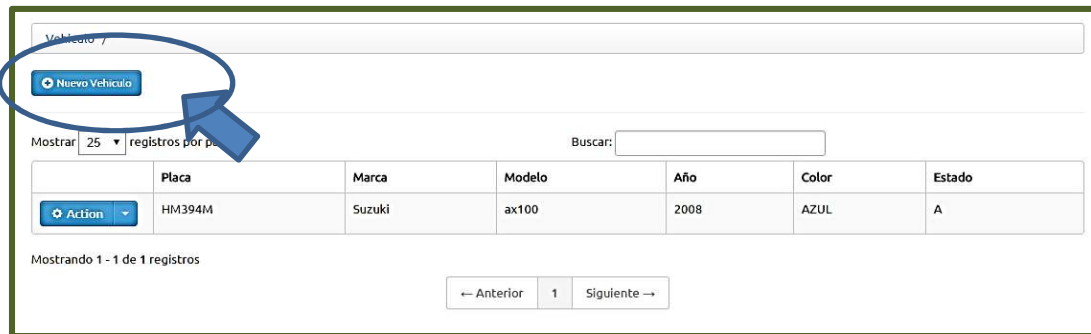 Vehiculo /
Nuevo Vehiculo
Mostrar 25 registros por
Buscar:
Placa Marca Modelo Año Color Estado
Action HM394M Suzuki ax100 2008 AZUL A
Mostrando 1 - 1 de 1 registros
← Anterior 1 Siguiente →